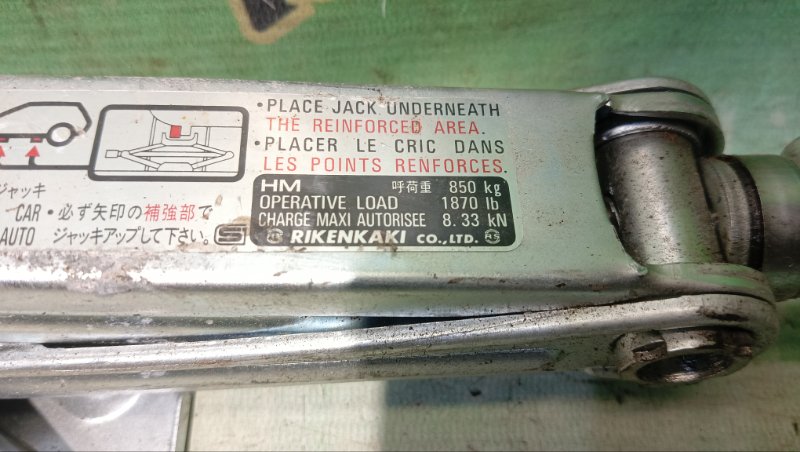 • PLACE JACK UNDERNEATH
THE REINFORCED AREA.
• PLACER LE CRIC DANS
LES POINTS RENFORCES.
ジャッキ
CAR • 必ず矢印の補強部で
AUTO ジャッキアップして下さい。
HM 呼荷重 850 kg
OPERATIVE LOAD 1870 lb
CHARGE MAXI AUTORISEE 8.33 kN
RIKENKAKI CO.,LTD.